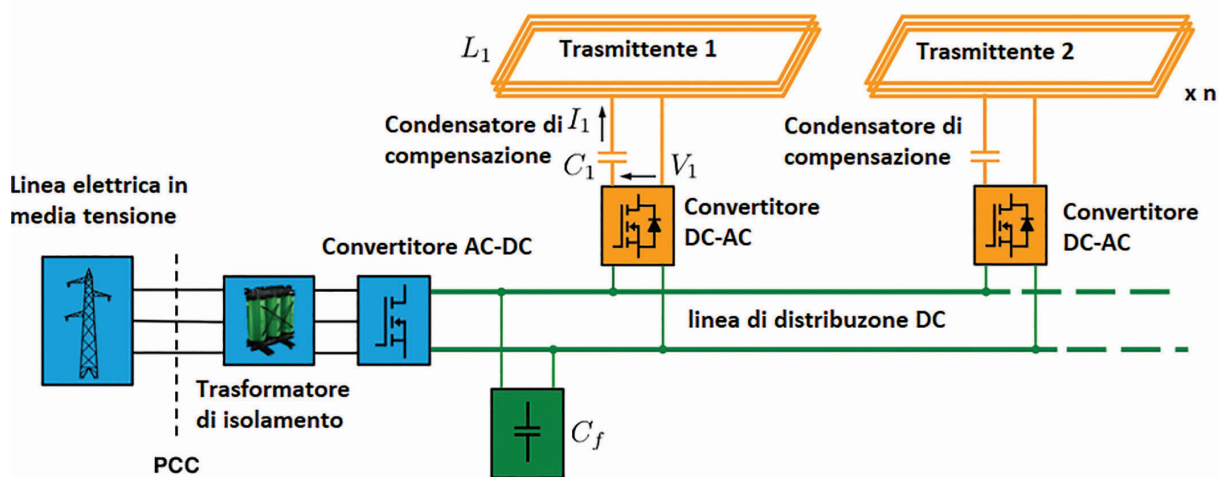 L1
Trasmittente 1
Trasmittente 2
x n
Condensatore di
compensazione
I1
C1
V1
Condensatore di
compensazione
Linea elettrica in
media tensione
Convertitore AC-DC
Convertitore
DC-AC
Convertitore
DC-AC
linea di distribuzone DC
Trasformatore
di isolamento
Cf
PCC